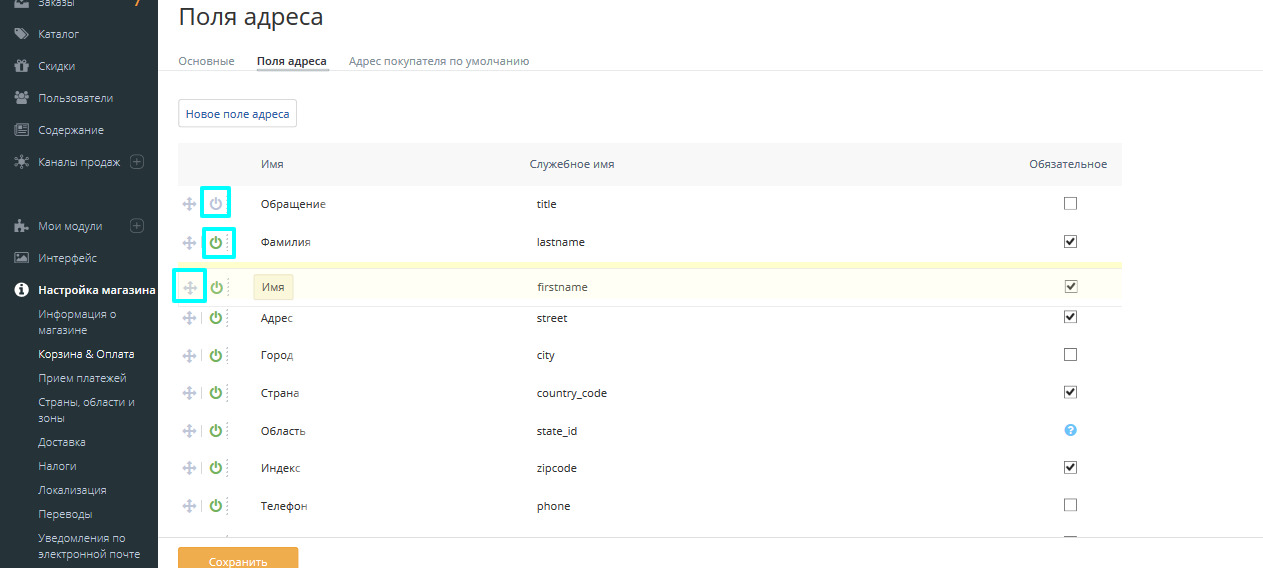 Заказы 7
Каталог
Скидки
Пользователи
Содержание
Каналы продаж
Мои модули
Интерфейс
Настройка магазина
Информация о
магазине
Корзина & Оплата
Прием платежей
Страны, области и
зоны
Доставка
Налоги
Локализация
Переводы
Уведомления по
электронной почте
Поля адреса
Основные Поля адреса Адрес покупателя по умолчанию
Новое поле адреса
Имя Служебное имя Обязательное
Обращение title
Фамилия lastname
Имя firstname
Адрес street
Город city
Страна country_code
Область state_id ?
Индекс zipcode
Телефон phone
Сохранить